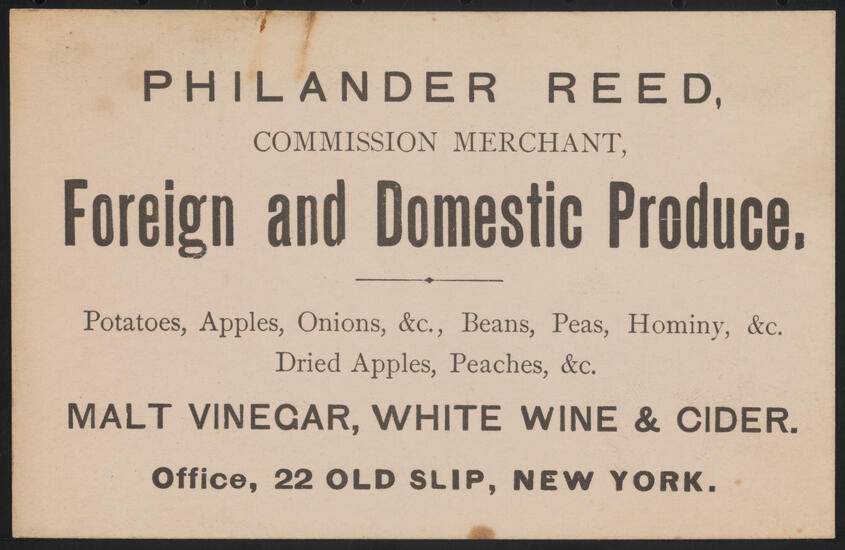 PHILANDER REED,
COMMISSION MERCHANT,
Foreign and Domestic Produce.
Potatoes, Apples, Onions, &c., Beans, Peas, Hominy, &c.
Dried Apples, Peaches, &c.
MALT VINEGAR, WHITE WINE & CIDER.
Office, 22 OLD SLIP, NEW YORK.